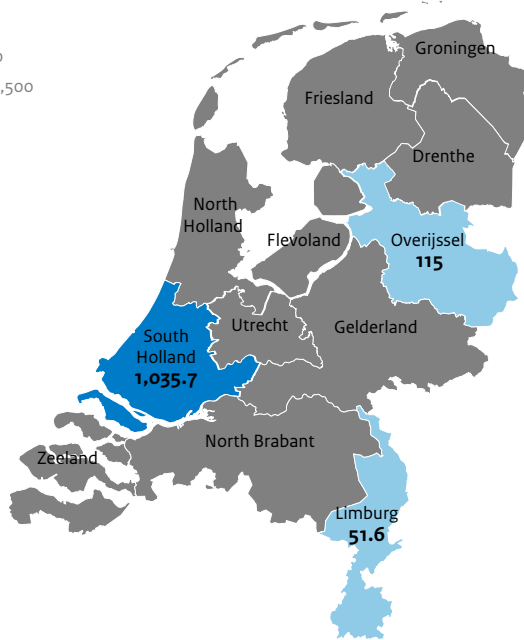 Groningen
,500
Friesland
Drenthe
North
Holland
Flevoland
Overijssel
115
South
Holland
1,035.7
Utrecht
Gelderland
North Brabant
Zeeland
Limburg
51.6